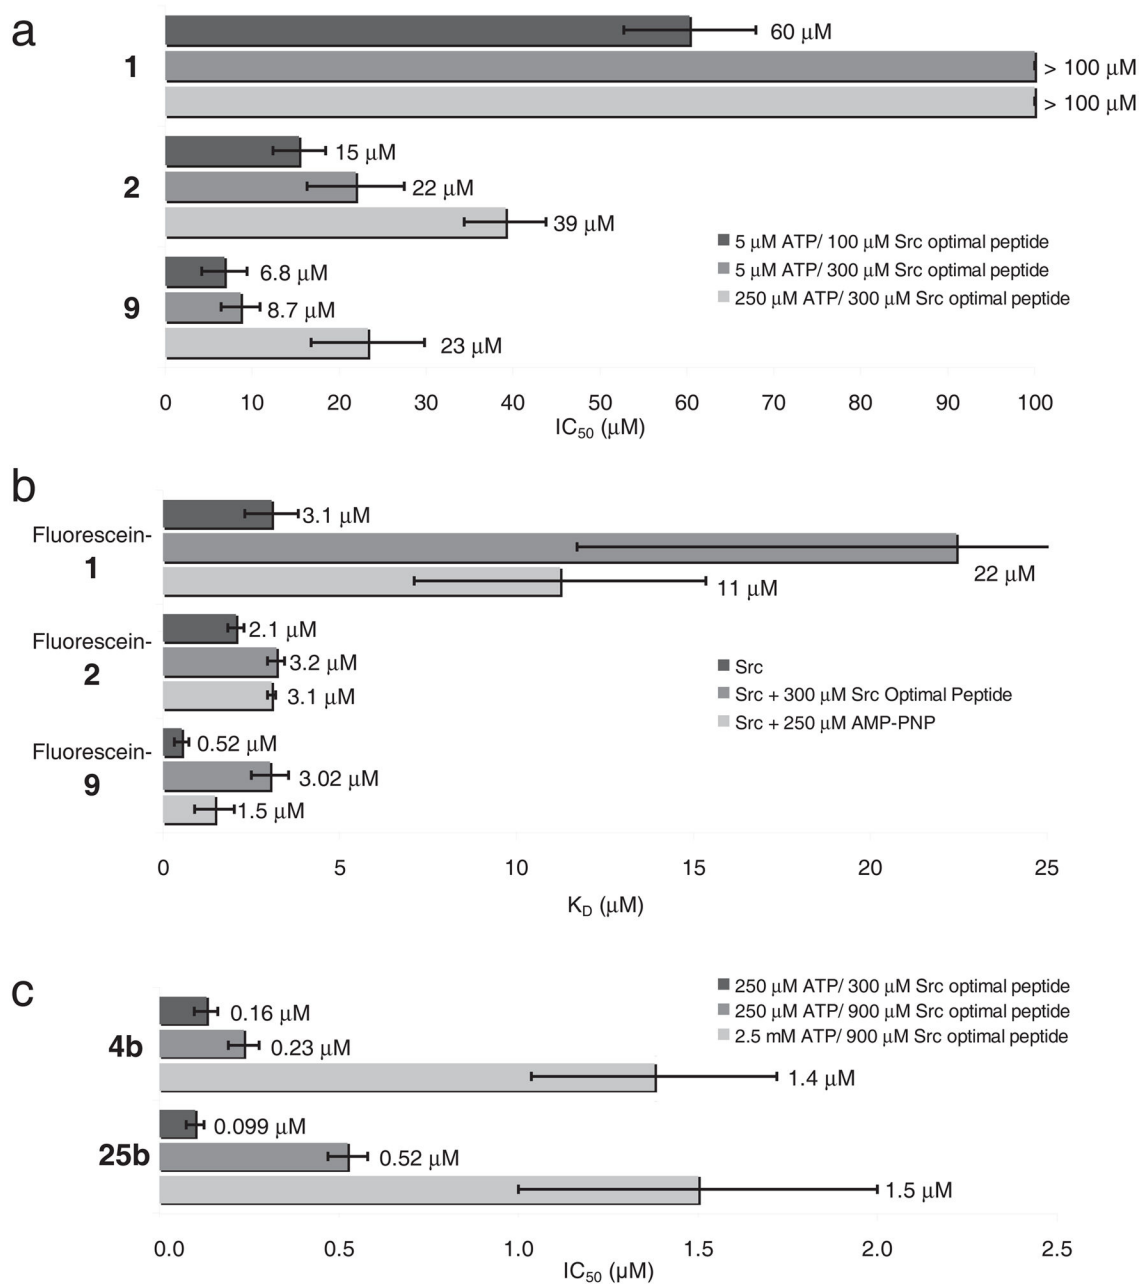 a
60 μM
1
> 100 μM
> 100 μM
15 μM
2
22 μM
39 μM
5 μM ATP/ 100 μM Src optimal peptide
6.8 μM
5 μM ATP/ 300 μM Src optimal peptide
9
8.7 μM
250 μM ATP/ 300 μM Src optimal peptide
23 μM
0 10 20 30 40 50 60 70 80 90 100
IC50 (μM)
b
3.1 μM
Fluorescein-
1
22 μM
11 μM
2.1 μM
Fluorescein-
2
3.2 μM
Src
3.1 μM
Src + 300 μM Src Optimal Peptide
Src + 250 μM AMP-PNP
0.52 μM
Fluorescein-
9
3.02 μM
1.5 μM
0 5 10 15 20 25
KD (μM)
c
250 μM ATP/ 300 μM Src optimal peptide
0.16 μM
250 μM ATP/ 900 μM Src optimal peptide
4b
0.23 μM
2.5 mM ATP/ 900 μM Src optimal peptide
1.4 μM
0.099 μM
25b
0.52 μM
1.5 μM
0.0 0.5 1.0 1.5 2.0 2.5
IC50 (μM)